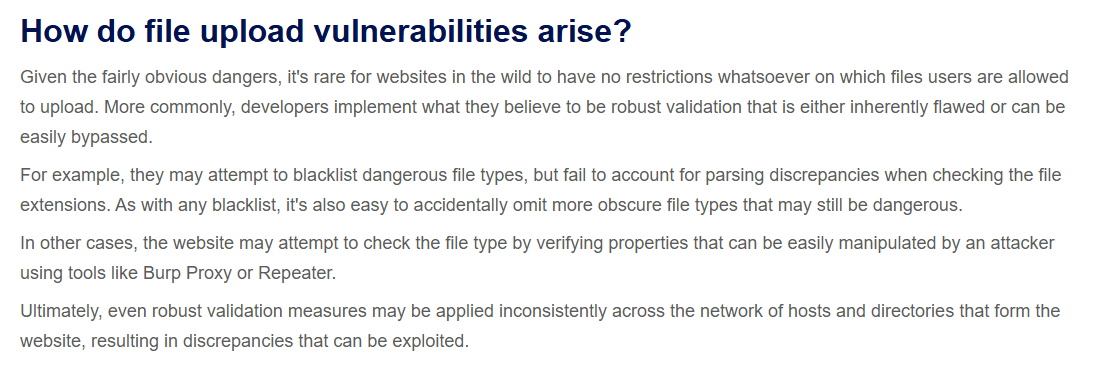 How do file upload vulnerabilities arise?
Given the fairly obvious dangers, it's rare for websites in the wild to have no restrictions whatsoever on which files users are allowed
to upload. More commonly, developers implement what they believe to be robust validation that is either inherently flawed or can be
easily bypassed.
For example, they may attempt to blacklist dangerous file types, but fail to account for parsing discrepancies when checking the file
extensions. As with any blacklist, it's also easy to accidentally omit more obscure file types that may still be dangerous.
In other cases, the website may attempt to check the file type by verifying properties that can be easily manipulated by an attacker
using tools like Burp Proxy or Repeater.
Ultimately, even robust validation measures may be applied inconsistently across the network of hosts and directories that form the
website, resulting in discrepancies that can be exploited.